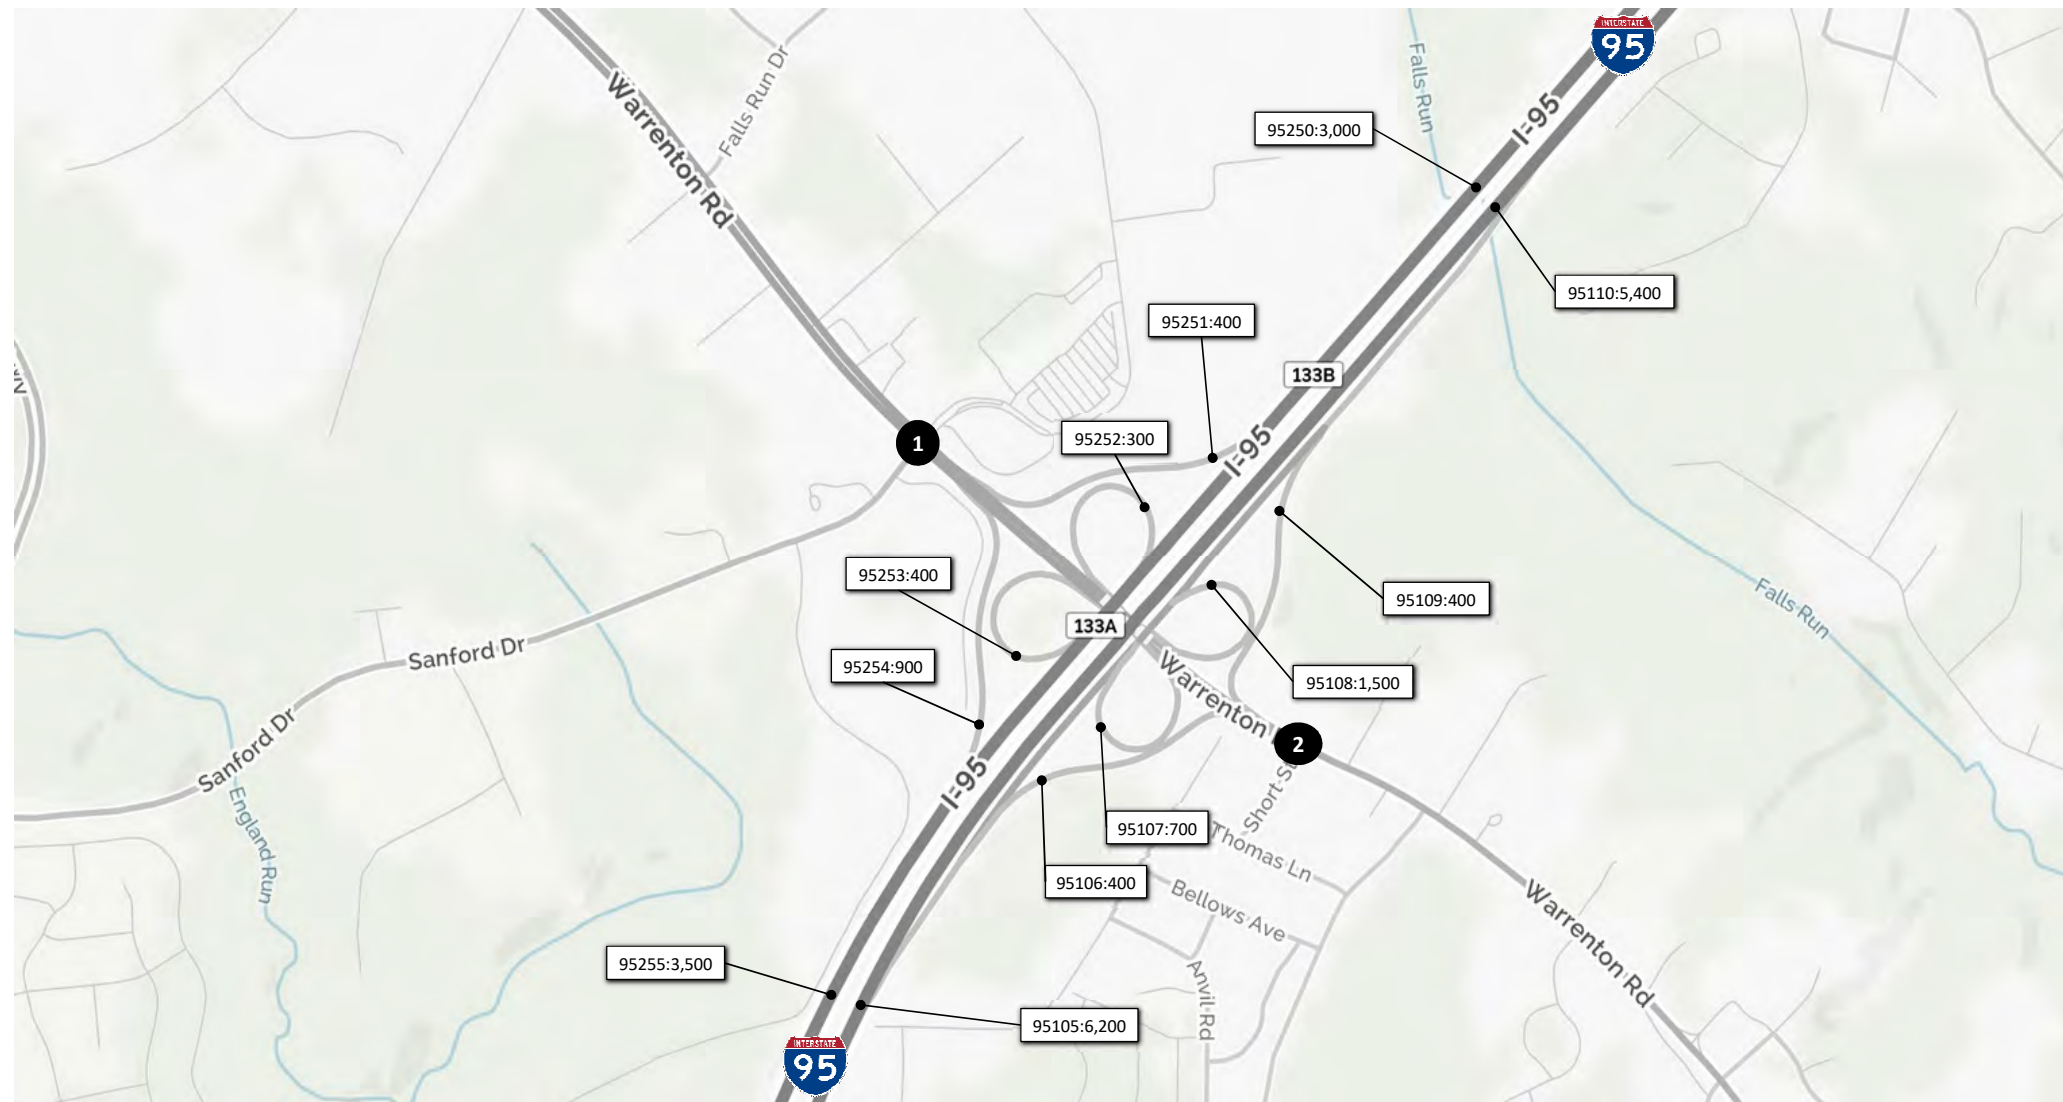 INTERSTATE
95
I-95
Falls Run
Falls Run Dr
Warrenton Rd
95250:3,000
95110:5,400
95251:400
133B
1
95252:300
I-95
95253:400
95109:400
133A
Falls Run
Sanford Dr
95254:900
95108:1,500
Warrenton
2
Sanford Dr
I-95
England Run
Short St
95107:700
Thomas Ln
95106:400
Bellows Ave
Warrenton Rd
95255:3,500
Anvil Rd
95105:6,200
INTERSTATE
95